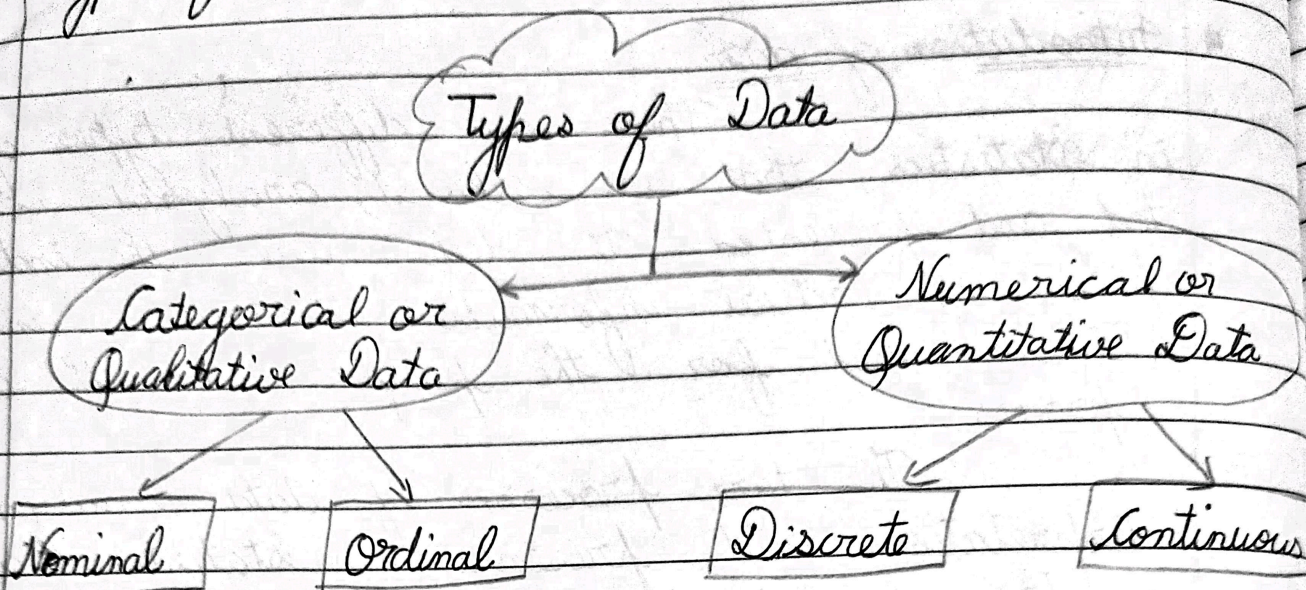 Types of Data
Categorical or
Qualitative Data
Numerical or
Quantitative Data
Nominal
Ordinal
Discrete
Continuous